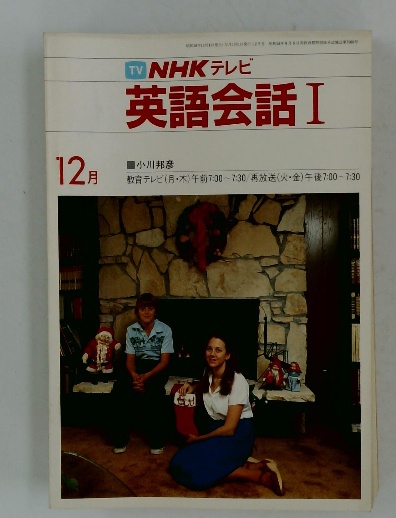 TV NHKテレビ
英語会話 I
12月
■小川邦彦
教育テレビ(月・木)午前7:00〜7:30/再放送(火・金)午後7:00〜7:30